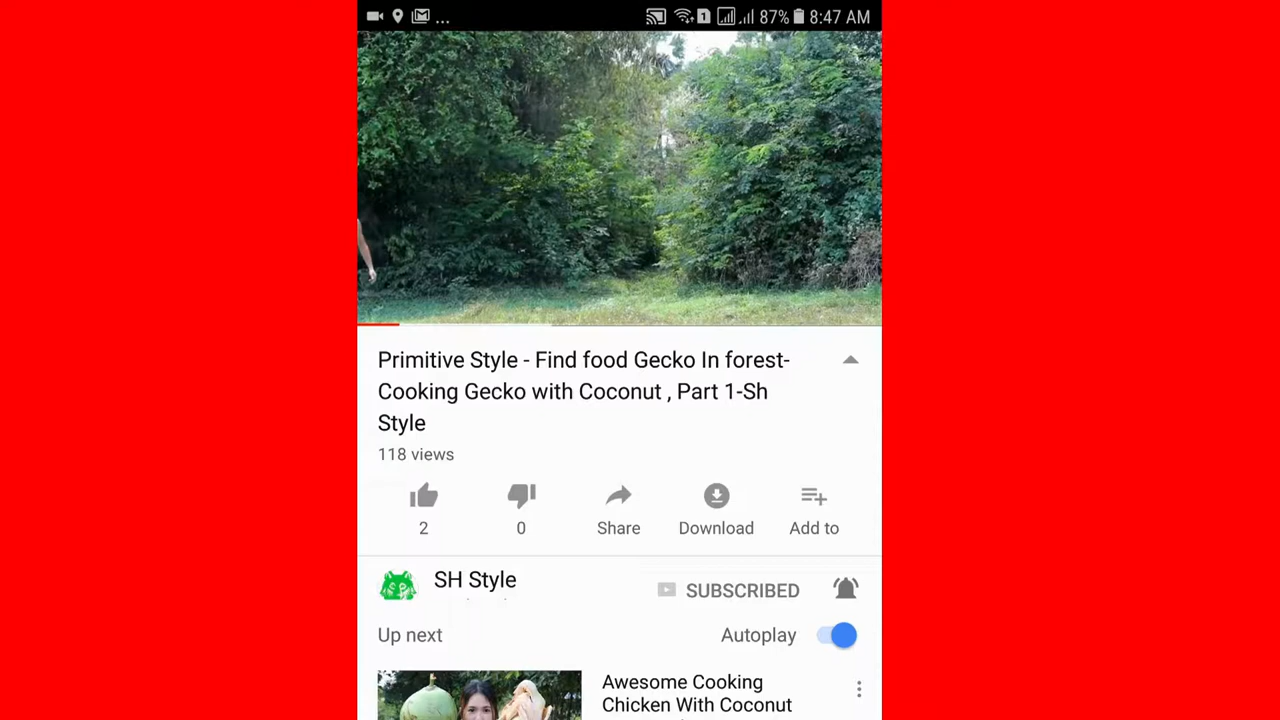 ... 1 87% 8:47 AM
Primitive Style - Find food Gecko In forest-
Cooking Gecko with Coconut , Part 1-Sh
Style
118 views
2 0 Share Download Add to
SH Style
SUBSCRIBED
Up next Autoplay
Awesome Cooking
Chicken With Coconut